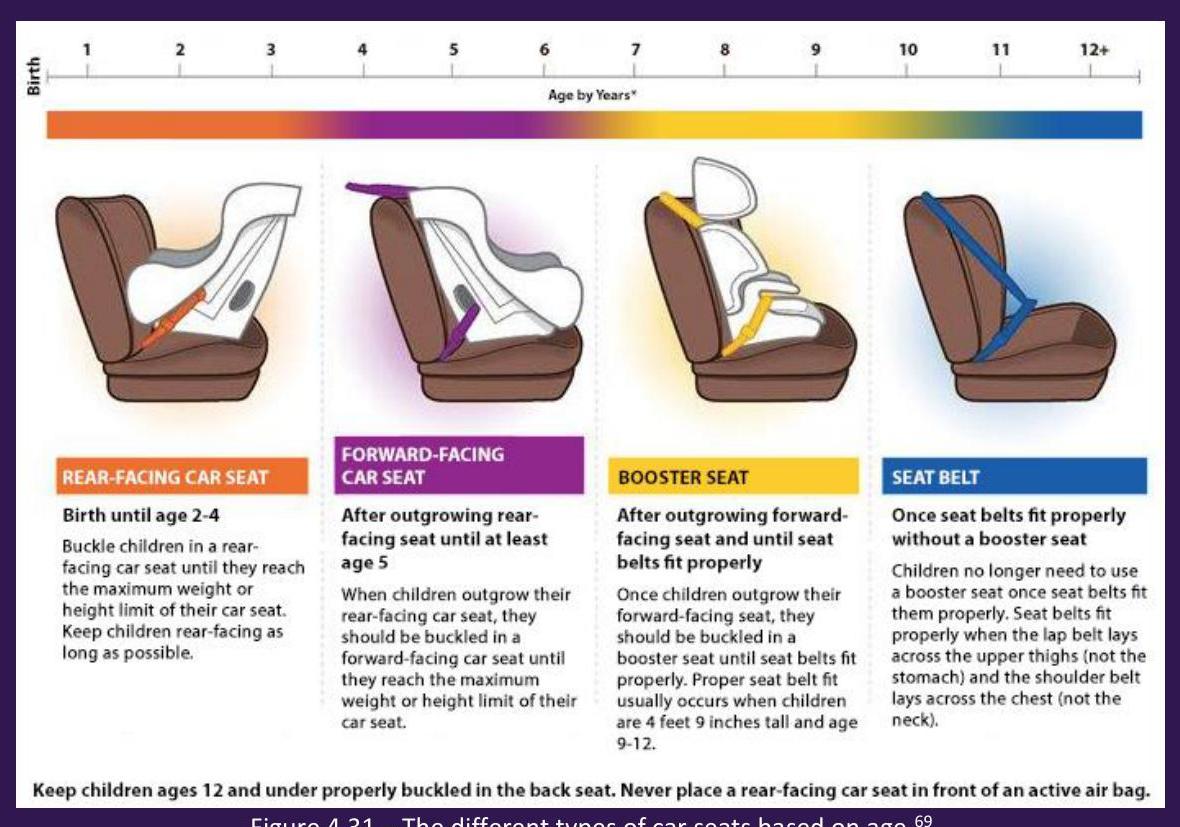 1 2 3 4 5 6 7 8 9 10 11 12+
Birth
Age by Years*
REAR-FACING CAR SEAT
Birth until age 2-4
Buckle children in a rear-
facing car seat until they reach
the maximum weight or
height limit of their car seat.
Keep children rear-facing as
long as possible.
FORWARD-FACING
CAR SEAT
After outgrowing rear-
facing seat until at least
age 5
When children outgrow their
rear-facing car seat, they
should be buckled in a
forward-facing car seat until
they reach the maximum
weight or height limit of their
car seat.
BOOSTER SEAT
After outgrowing forward-
facing seat and until seat
belts fit properly
Once children outgrow their
forward-facing seat, they
should be buckled in a
booster seat until seat belts fit
properly. Proper seat belt fit
usually occurs when children
are 4 feet 9 inches tall and age
9-12.
SEAT BELT
Once seat belts fit properly
without a booster seat
Children no longer need to use
a booster seat once seat belts fit
them properly. Seat belts fit
properly when the lap belt lays
across the upper thighs (not the
stomach) and the shoulder belt
lays across the chest (not the
neck).
Keep children ages 12 and under properly buckled in the back seat. Never place a rear-facing car seat in front of an active air bag.
Figure 4.31 – The different types of car seats based on age.69